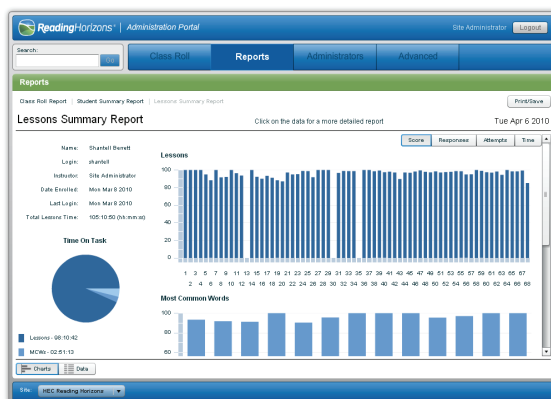 ReadingHorizons® | Administration Portal
Site Administrator Logout
Search:
Go
Class Roll Reports Administrators Advanced
Reports
Class Roll Report | Student Summary Report | Lessons Summary Report
Print/Save
Lessons Summary Report
Click on the data for a more detailed report
Tue Apr 6 2010
Score Responses Attempts Time
Name: Shantell Berrett
Login: shantell
Instructor: Site Administrator
Date Enrolled: Mon Mar 8 2010
Last Login: Mon Mar 8 2010
Total Lessons Time: 105:10:50 (hh:mm:ss)
Time On Task
Lessons - 98:10:42
MCWs - 02:51:13
Lessons
100
80
60
40
20
0
1 3 5 7 9 11 13 15 17 19 21 23 25 27 29 31 33 35 37 39 41 43 45 47 49 51 53 55 57 59 61 63 65 67
2 4 6 8 10 12 14 16 18 20 22 24 26 28 30 32 34 36 38 40 42 44 46 48 50 52 54 56 58 60 62 64 66 68
Most Common Words
100
80
60
Charts Data
Site: HEC Reading Horizons